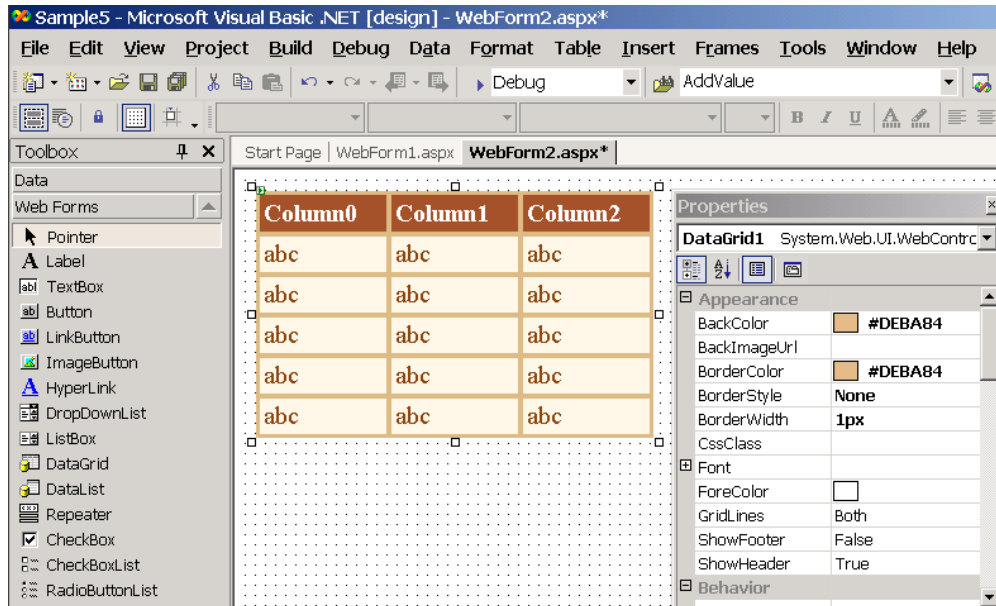 Sample5 - Microsoft Visual Basic .NET [design] - WebForm2.aspx*
File Edit View Project Build Debug Data Format Table Insert Frames Tools Window Help
Debug AddValue
B I U A
Toolbox
Start Page WebForm1.aspx WebForm2.aspx*
Data
Web Forms
Pointer
A Label
abl TextBox
ab Button
ab LinkButton
ImageButton
A HyperLink
DropDownList
ListBox
DataGrid
DataList
Repeater
CheckBox
CheckBoxList
RadioButtonList
Column0 Column1 Column2
abc abc abc
abc abc abc
abc abc abc
abc abc abc
abc abc abc
Properties
DataGrid1 System.Web.UI.WebContrc
Appearance
BackColor #DEBA84
BackImageUrl
BorderColor #DEBA84
BorderStyle None
BorderWidth 1px
CssClass
Font
ForeColor
GridLines Both
ShowFooter False
ShowHeader True
Behavior